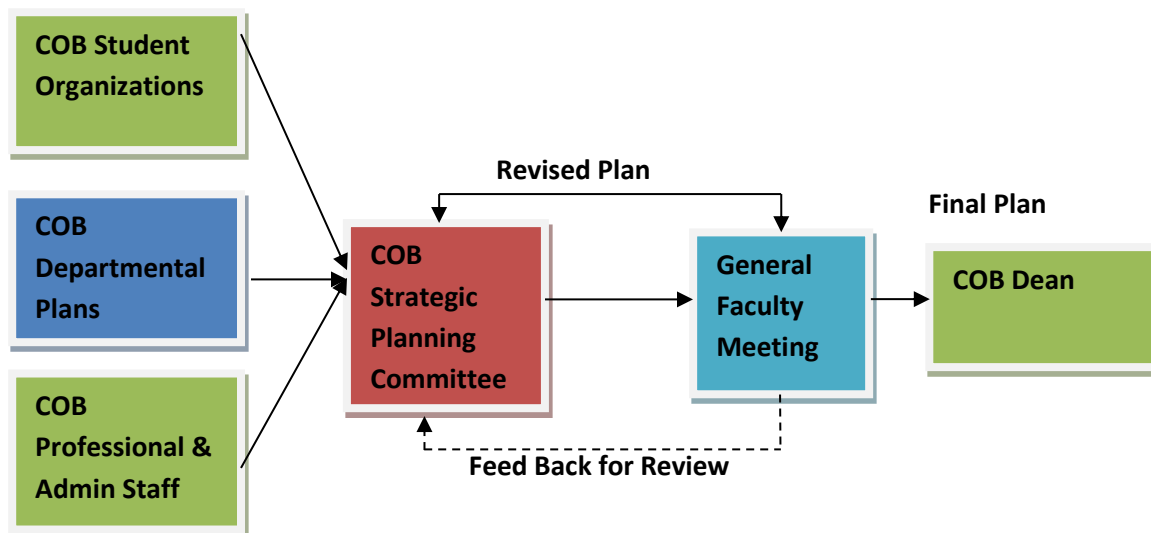 COB Student
Organizations
COB
Departmental
Plans
COB
Professional &
Admin Staff
Revised Plan
COB
Strategic
Planning
Committee
General
Faculty
Meeting
Feed Back for Review
Final Plan
COB Dean